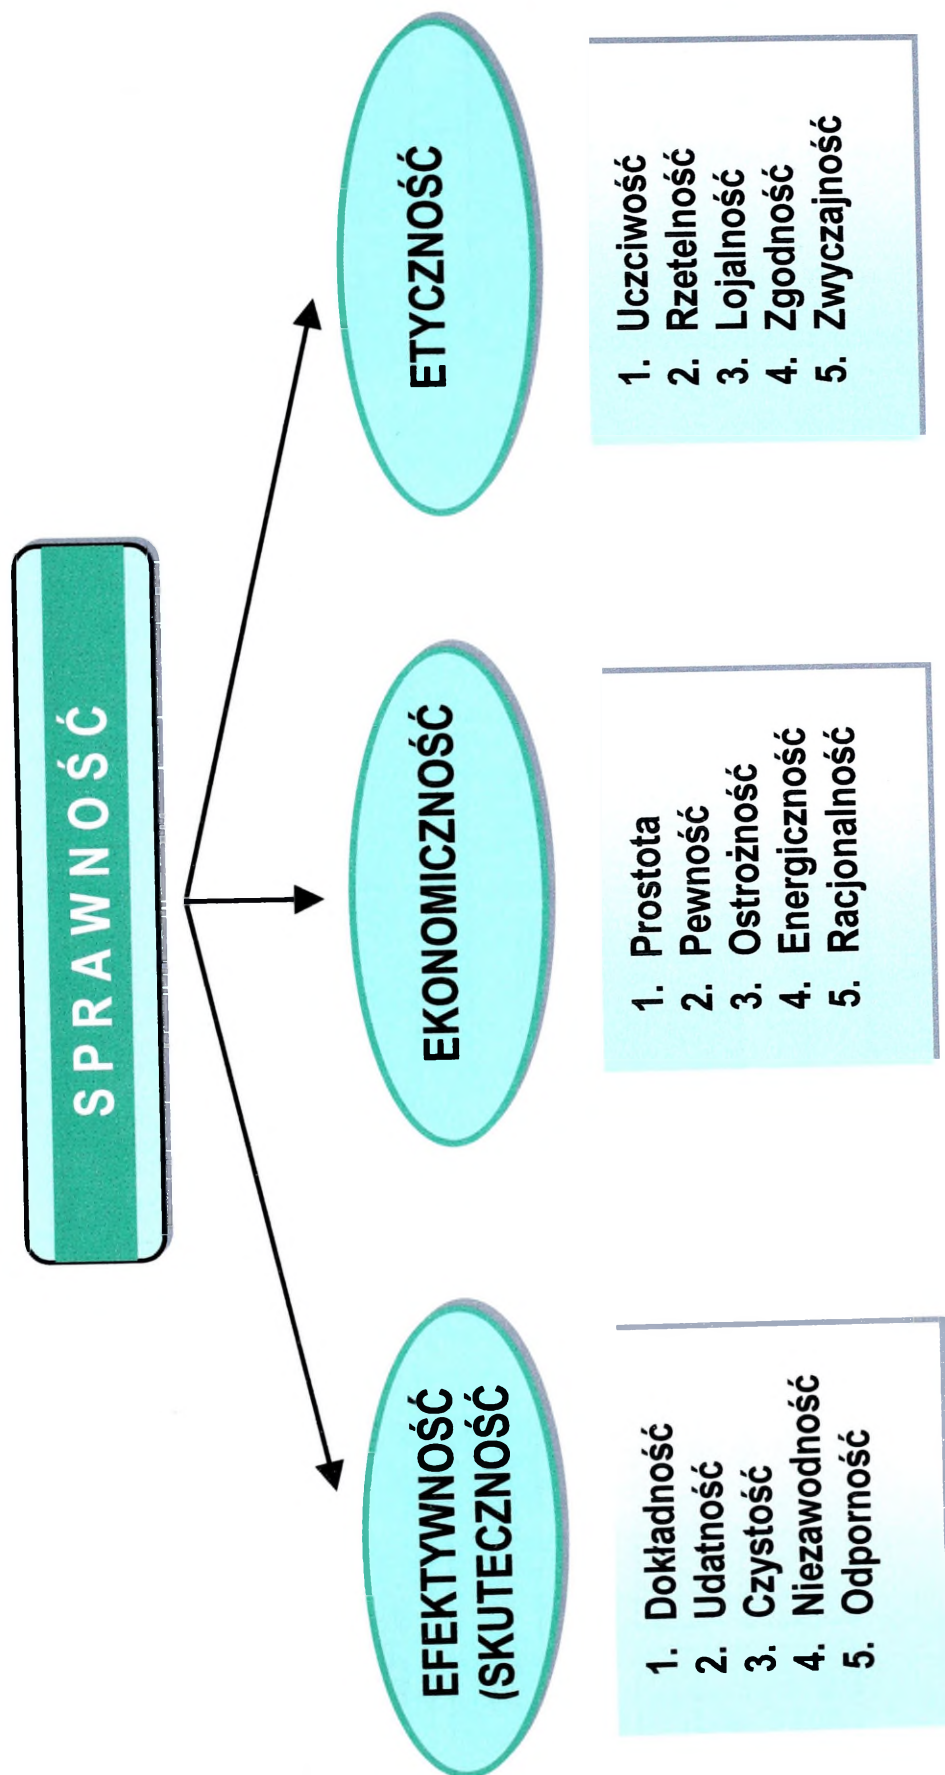 SPRAWNOŚĆ
EFEKTYWNOŚĆ
(SKUTECZNOŚĆ
1. Dokładność
2. Udatność
3. Czystość
4. Niezawodność
5. Odporność
EKONOMICZNOŚĆ
1. Prostota
2. Pewność
3. Ostrożność
4. Energiczność
5. Racjonalność
ETYCZNOŚĆ
1. Uczciwość
2. Rzetelność
3. Lojalność
4. Zgodność
5. Zwyczajność